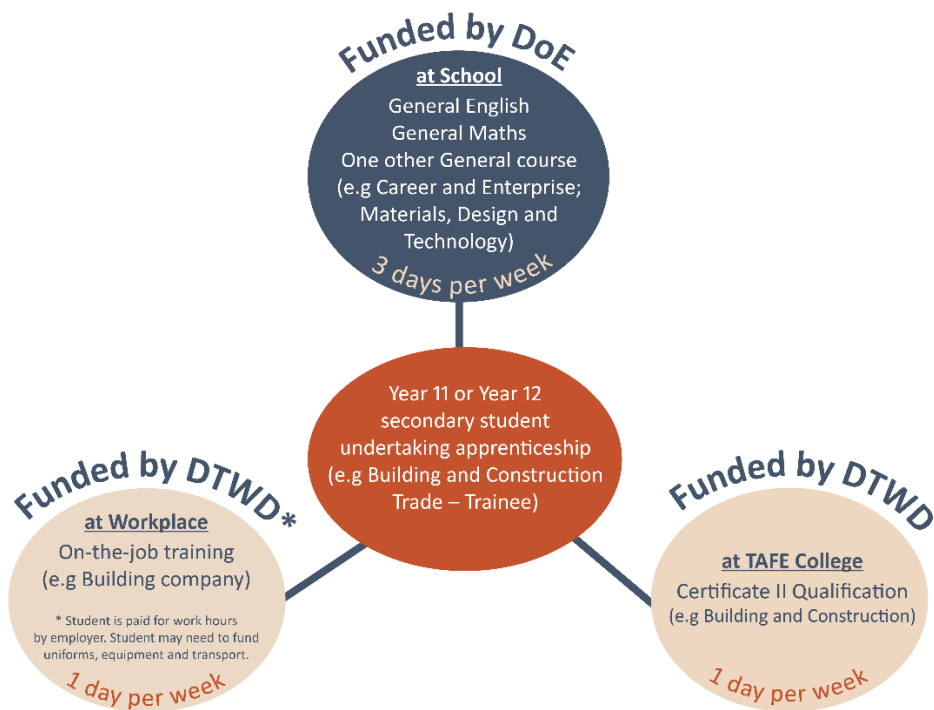 Funded by DoE
at School
General English
General Maths
One other General course
(e.g Career and Enterprise;
Materials, Design and
Technology)
3 days per week
Year 11 or Year 12
secondary student
undertaking apprenticeship
(e.g Building and Construction
Trade – Trainee)
Funded by DTWD*
at Workplace
On-the-job training
(e.g Building company)
* Student is paid for work hours
by employer. Student may need to fund
uniforms, equipment and transport.
1 day per week
Funded by DTWD
at TAFE College
Certificate II Qualification
(e.g Building and Construction)
1 day per week